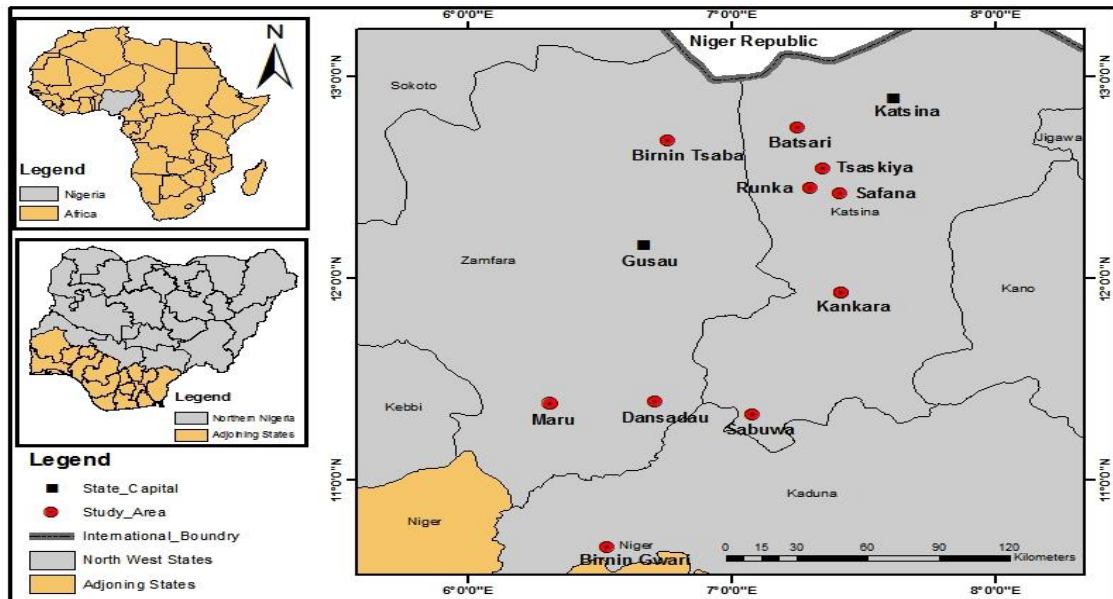 N
Legend
Nigeria
Africa
Legend
Northern Nigeria
Adjoining States
Legend
State_Capital
Study_Area
International_Boundry
North West States
Adjoning States
6°0'0"E 7°0'0"E 8°0'0"E
13°0'0"N
12°0'0"N
11°0'0"N
Niger Republic
Sokoto
Katsina
Jigawa
Batsari
Birnin Tsaba
Tsaskiya
Runka
Safana
Katsina
Zamfara
Gusau
Kano
Kankara
Kebbi
Maru
Dansadau
Sabuwa
Kaduna
Niger
Niger
Birnin Gwari
0 15 30 60 90 120
Kilometers
13°0'0"N
12°0'0"N
11°0'0"N
6°0'0"E 7°0'0"E 8°0'0"E